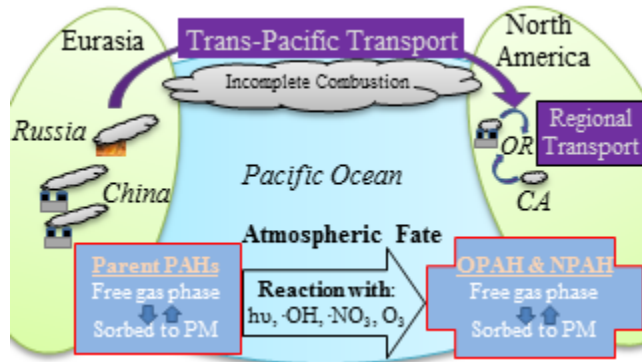 Eurasia
Trans-Pacific Transport
North
America
Incomplete Combustion
Russia
China
Pacific Ocean
OR
CA
Regional
Transport
Atmospheric Fate
Parent PAHs
Free gas phase
Sorbed to PM
Reaction with:
hυ, ·OH, ·NO₃, O₃
OPAH & NPAH
Free gas phase
Sorbed to PM